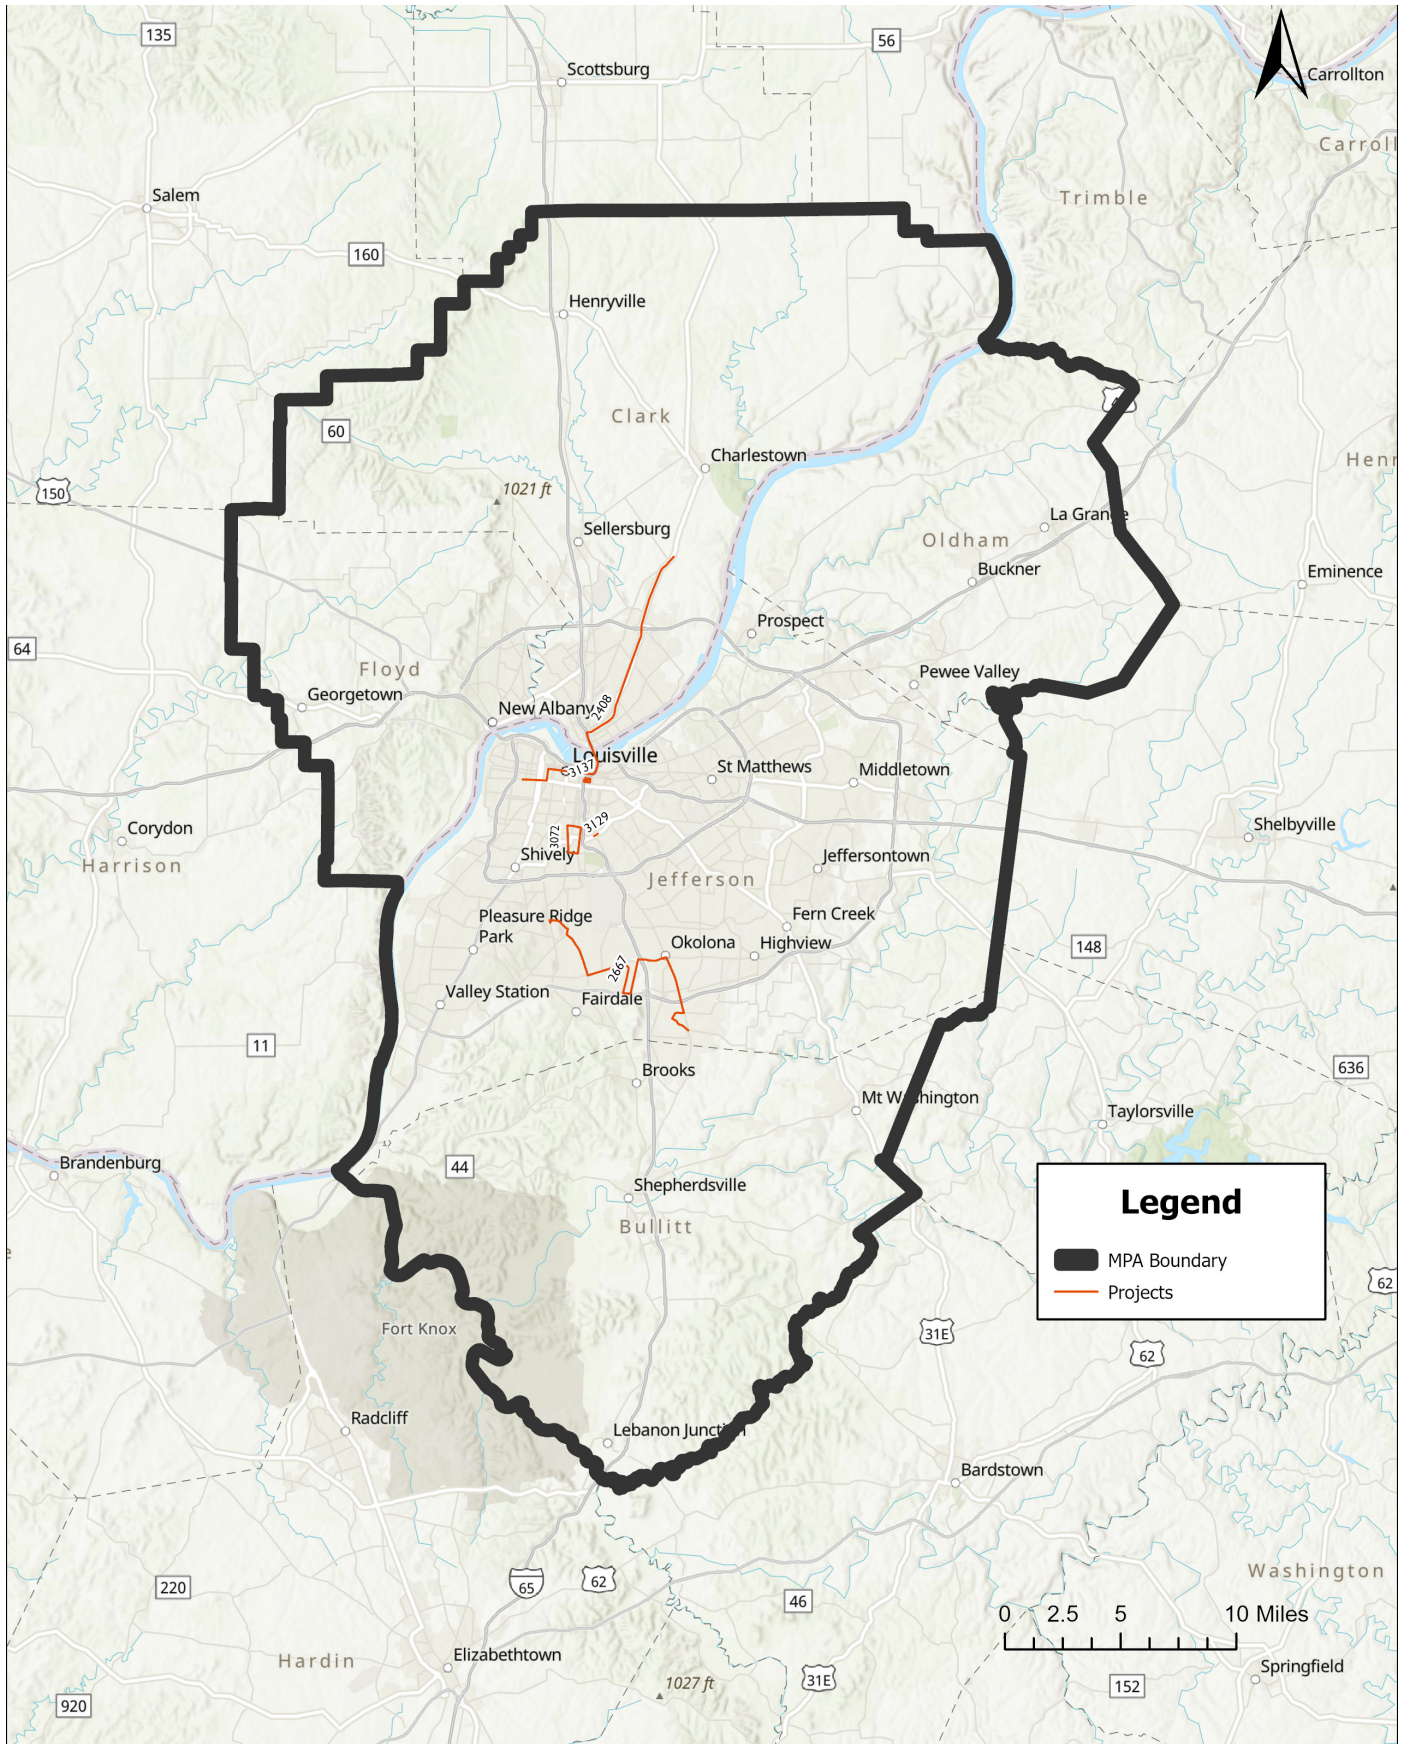 135
56
Scottsburg
Carrollton
Carroll
Salem
Trimble
160
Henryville
4
Clark
60
Charlestown
Henr
150
1021 ft
La Grange
Sellersburg
Oldham
Buckner
Eminence
Prospect
64
Floyd
Pewee Valley
Georgetown
2408
New Albany
Louisville
3137
St Matthews
Middletown
Corydon
3129
3072
Shelbyville
Harrison
Shively
Jeffersontown
Jefferson
Pleasure Ridge
Park
Fern Creek
Okolona
Highview
148
2667
Valley Station
Fairdale
11
Brooks
636
Mt Washington
Taylorsville
Brandenburg
44
Shepherdsville
Legend
Bullitt
e
MPA Boundary
62
Projects
Fort Knox
31E
62
Radcliff
Lebanon Junction
Bardstown
Washington
65
62
220
46
0 2.5 5 10 Miles
Hardin
Elizabethtown
Springfield
1027 ft
31E
152
920